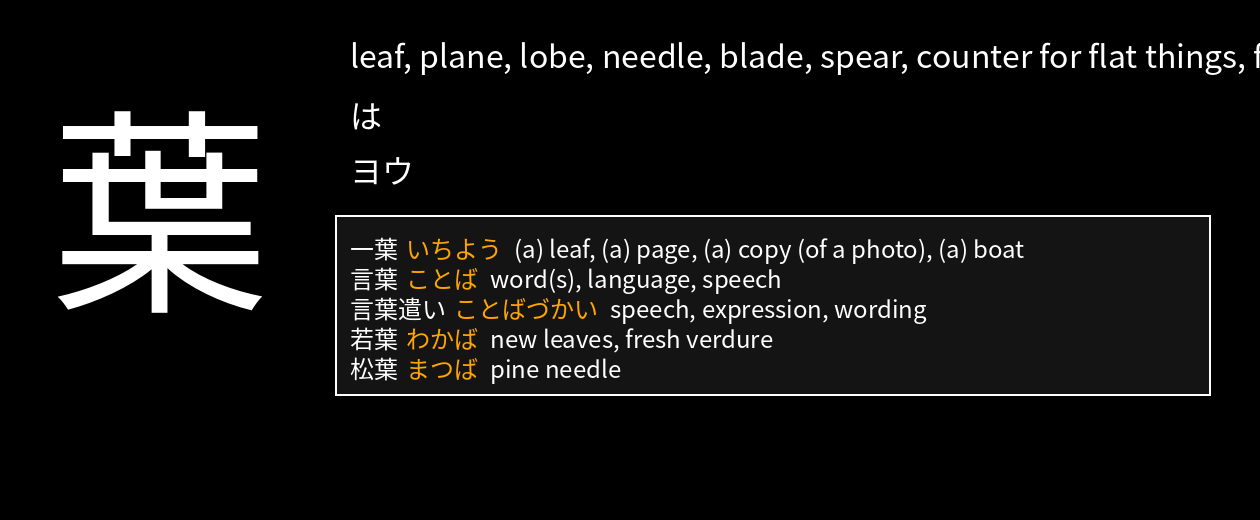 葉
leaf, plane, lobe, needle, blade, spear, counter for flat things,
は
ヨウ
一葉 いちよう (a) leaf, (a) page, (a) copy (of a photo), (a) boat
言葉 ことば word(s), language, speech
言葉遣い ことばづかい speech, expression, wording
若葉 わかば new leaves, fresh verdure
松葉 まつば pine needle